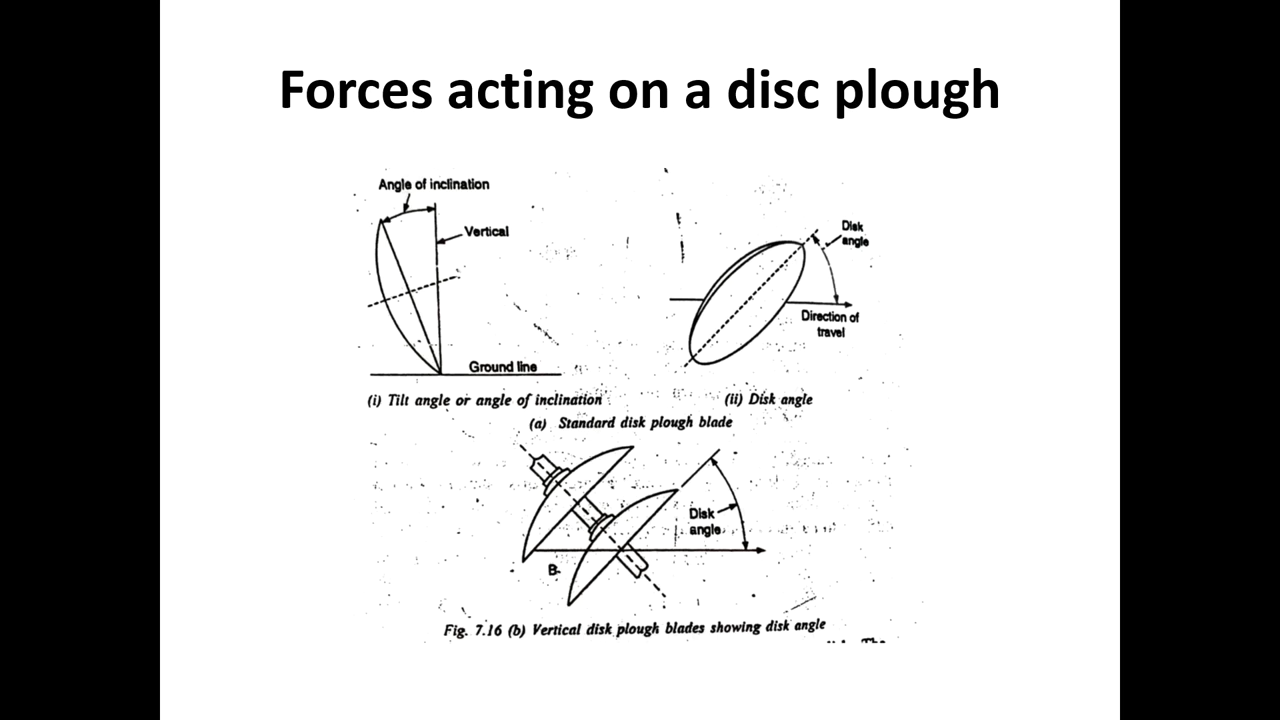 Forces acting on a disc plough
Angle of inclination
Vertical
Ground line
(i) Tilt angle or angle of inclination
Disk
angle
Direction of
travel
(ii) Disk angle
(a) Standard disk plough blade
Disk
angle
B
Fig. 7.16 (b) Vertical disk plough blades showing disk angle